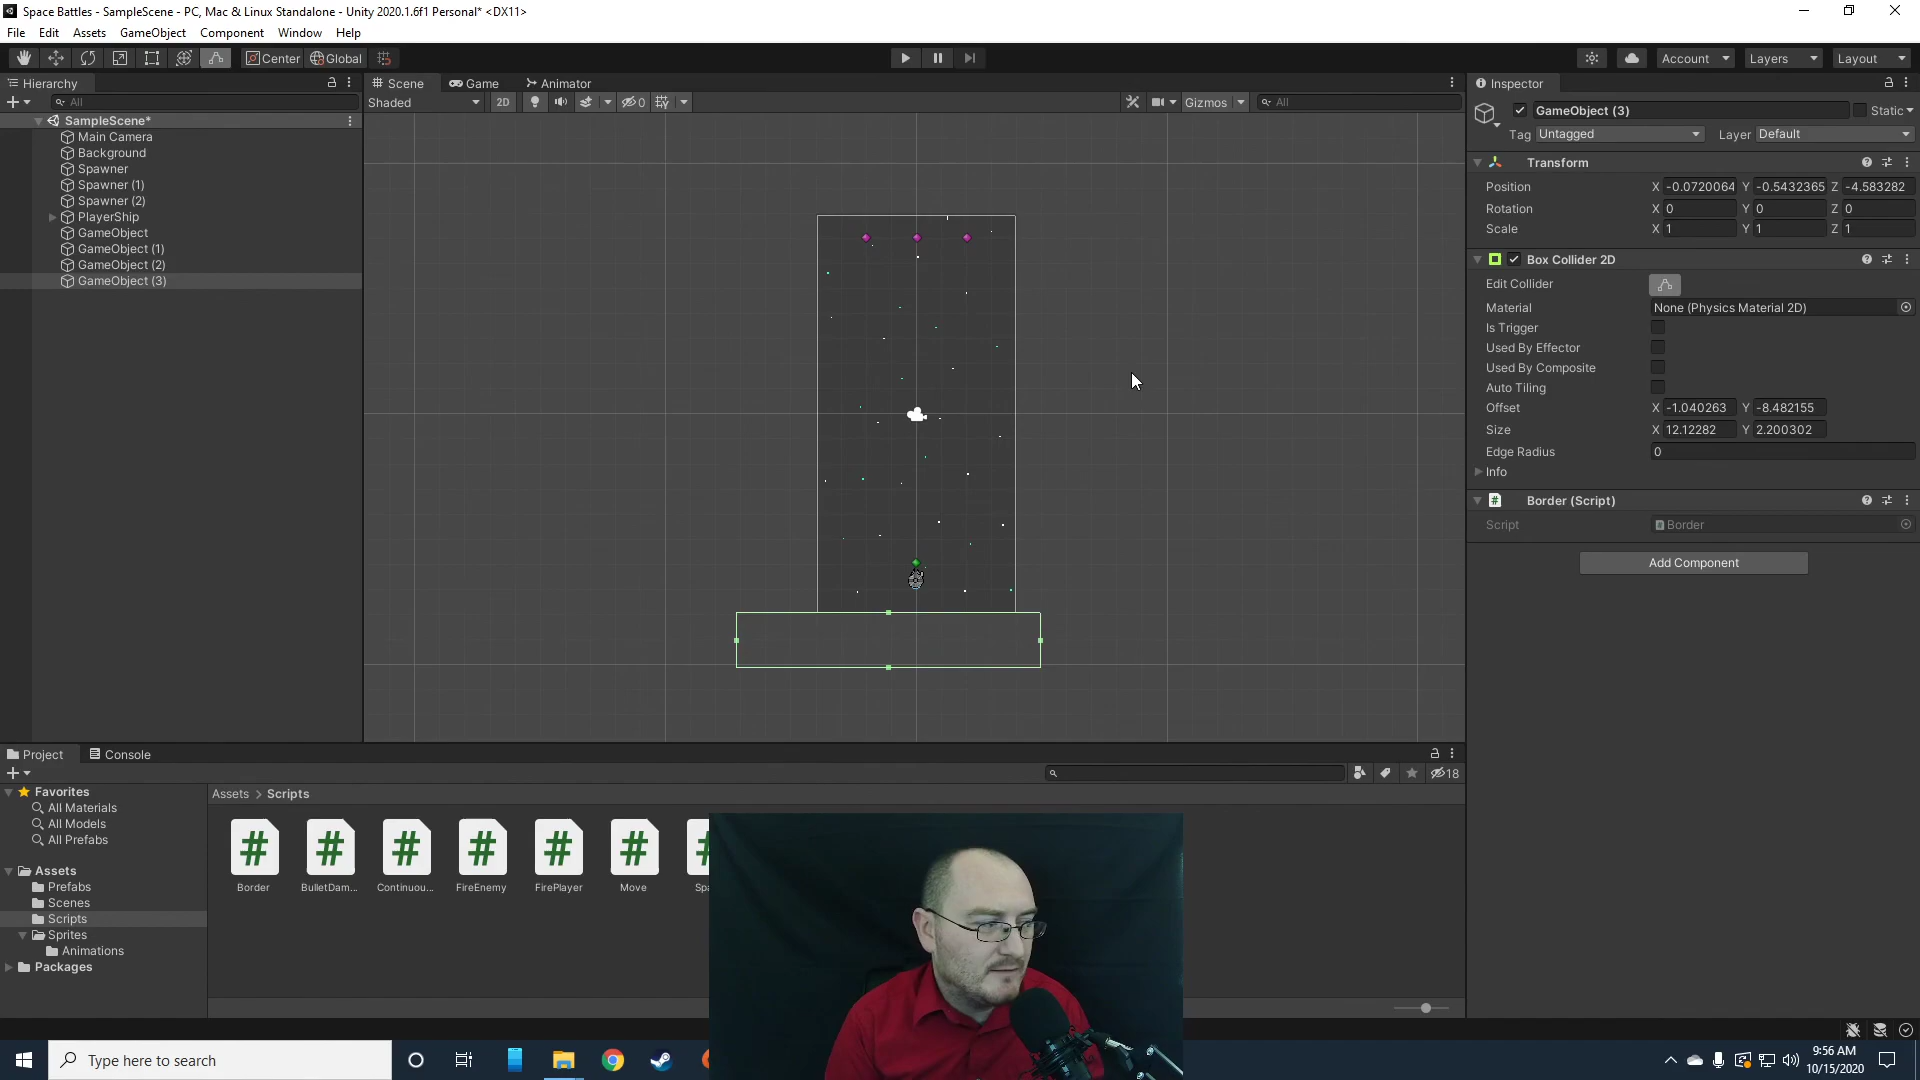 Space Battles - SampleScene - PC, Mac & Linux Standalone - Unity 2020.1.6f1 Personal* <DX11>
File Edit Assets GameObject Component Window Help
Center Global Account Layers Layout
Hierarchy
All
SampleScene*
Main Camera
Background
Spawner
Spawner (1)
Spawner (2)
PlayerShip
GameObject
GameObject (1)
GameObject (2)
GameObject (3)
Scene Game Animator
Shaded 2D 0 Gizmos All
Inspector
GameObject (3) Static
Tag Untagged Layer Default
Transform
Position X -0.0720064 Y -0.5432365 Z -4.583282
Rotation X 0 Y 0 Z 0
Scale X 1 Y 1 Z 1
Box Collider 2D
Edit Collider
Material None (Physics Material 2D)
Is Trigger
Used By Effector
Used By Composite
Auto Tiling
Offset X -1.040263 Y -8.482155
Size X 12.12282 Y 2.200302
Edge Radius 0
Info
Border (Script)
Script Border
Add Component
Project Console
18
Favorites
All Materials
All Models
All Prefabs
Assets
Prefabs
Scenes
Scripts
Sprites
Animations
Packages
Assets > Scripts
# # # # # #
Border BulletDam... Continuou... FireEnemy FirePlayer Move
Type here to search
9:56 AM
10/15/2020